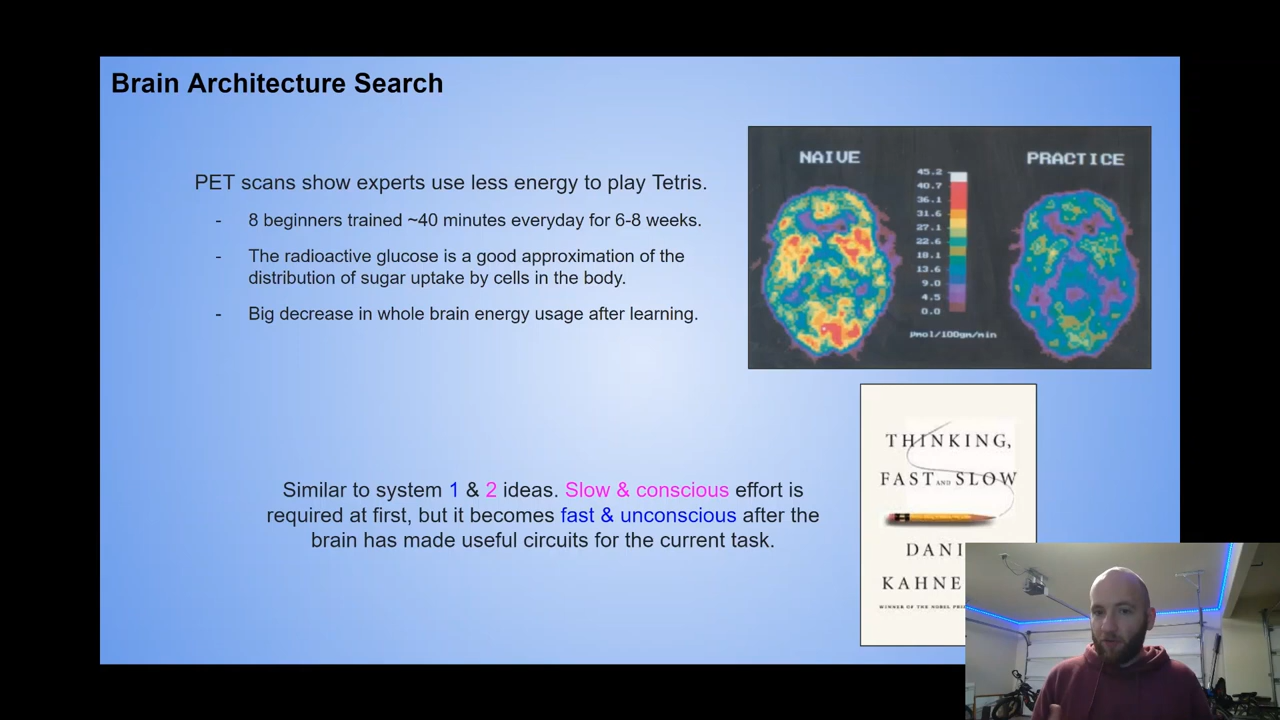 Brain Architecture Search
PET scans show experts use less energy to play Tetris.
- 8 beginners trained ~40 minutes everyday for 6-8 weeks.
- The radioactive glucose is a good approximation of the
distribution of sugar uptake by cells in the body.
- Big decrease in whole brain energy usage after learning.
NAIVE
PRACTICE
45.2
40.7
36.1
31.6
27.1
22.6
18.1
13.6
9.0
4.5
0.0
μmol/100gm/min
Similar to system 1 & 2 ideas. Slow & conscious effort is
required at first, but it becomes fast & unconscious after the
brain has made useful circuits for the current task.
THINKING,
FAST AND SLOW
DANI
KAHNE
WINNER OF THE NOBEL